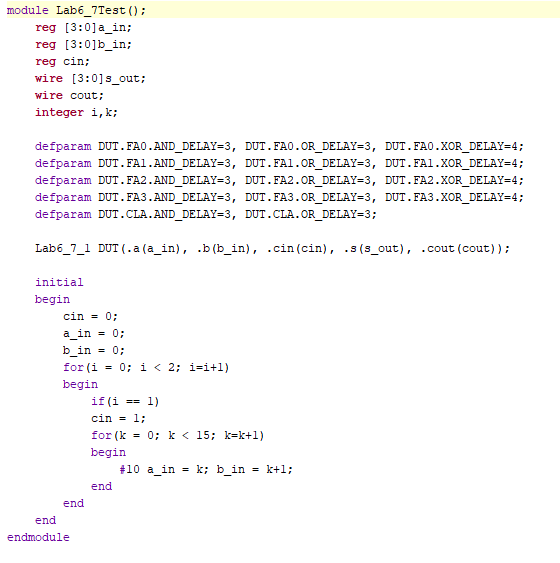 module Lab6_7Test();
    reg [3:0]a_in;
    reg [3:0]b_in;
    reg cin;
    wire [3:0]s_out;
    wire cout;
    integer i,k;

    defparam DUT.FA0.AND_DELAY=3, DUT.FA0.OR_DELAY=3, DUT.FA0.XOR_DELAY=4;
    defparam DUT.FA1.AND_DELAY=3, DUT.FA1.OR_DELAY=3, DUT.FA1.XOR_DELAY=4;
    defparam DUT.FA2.AND_DELAY=3, DUT.FA2.OR_DELAY=3, DUT.FA2.XOR_DELAY=4;
    defparam DUT.FA3.AND_DELAY=3, DUT.FA3.OR_DELAY=3, DUT.FA3.XOR_DELAY=4;
    defparam DUT.CLA.AND_DELAY=3, DUT.CLA.OR_DELAY=3;

    Lab6_7_1 DUT(.a(a_in), .b(b_in), .cin(cin), .s(s_out), .cout(cout));

    initial
    begin
        cin = 0;
        a_in = 0;
        b_in = 0;
        for(i = 0; i < 2; i=i+1)
        begin
            if(i == 1)
            cin = 1;
            for(k = 0; k < 15; k=k+1)
            begin
                #10 a_in = k; b_in = k+1;
            end
        end
    end
endmodule